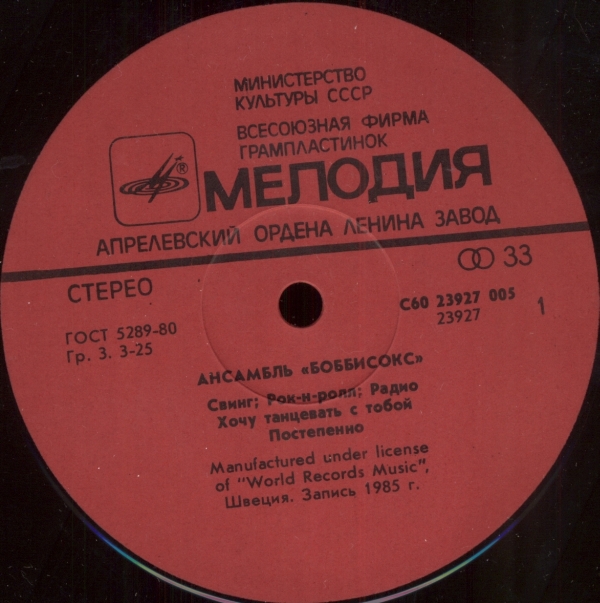 МИНИСТЕРСТВО
КУЛЬТУРЫ СССР
ВСЕСОЮЗНАЯ ФИРМА
ГРАМПЛАСТИНОК
®
МЕЛОДИЯ
АПРЕЛЕВСКИЙ ОРДЕНА ЛЕНИНА ЗАВОД
СТЕРЕО
33
ГОСТ 5289-80
Гр. 3. 3-25
С60 23927 005
23927
1
АНСАМБЛЬ «БОББИСОКС»
Свинг; Рок-н-ролл; Радио
Хочу танцевать с тобой
Постепенно
Manufactured under license
of "World Records Music",
Швеция. Запись 1985 г.